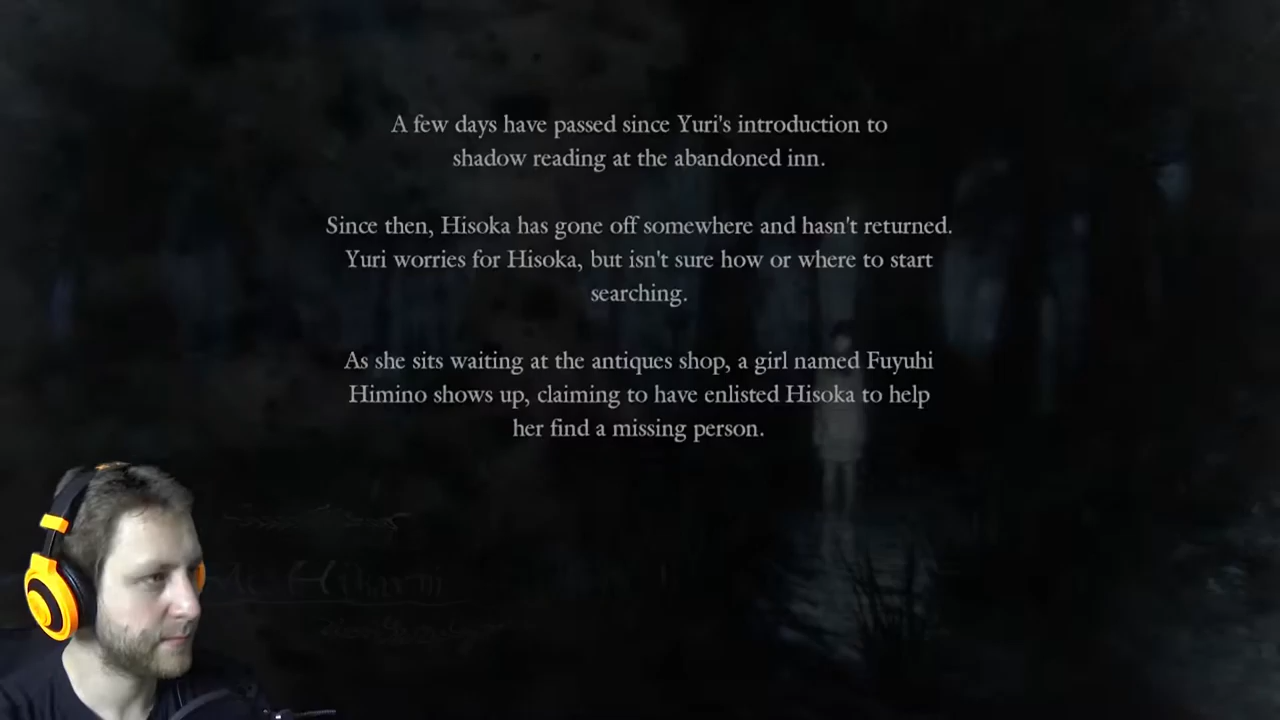 A few days have passed since Yuri's introduction to
shadow reading at the abandoned inn.
Since then, Hisoka has gone off somewhere and hasn't returned.
Yuri worries for Hisoka, but isn't sure how or where to start
searching.
As she sits waiting at the antiques shop, a girl named Fuyuhi
Himino shows up, claiming to have enlisted Hisoka to help
her find a missing person.